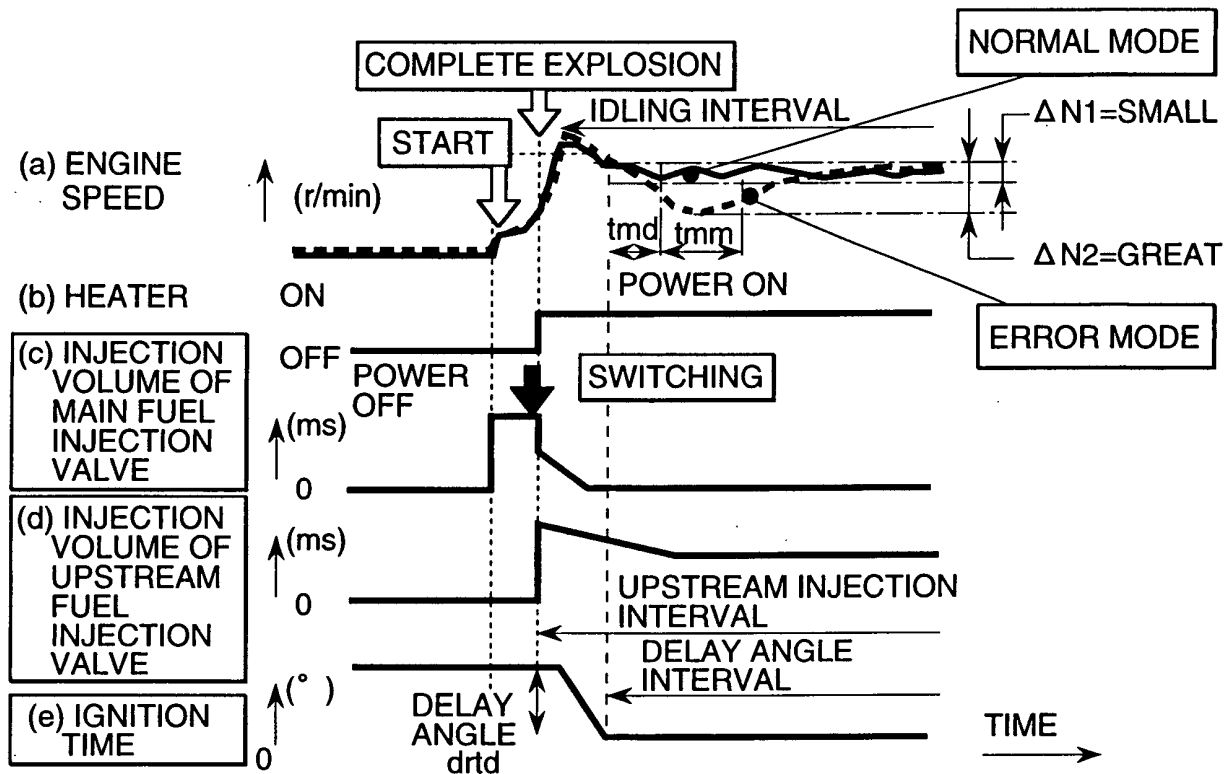 NORMAL MODE
COMPLETE EXPLOSION
IDLING INTERVAL
Δ N1=SMALL
START
(a) ENGINE
SPEED
(r/min)
tmd
tmm
Δ N2=GREAT
POWER ON
(b) HEATER
ON
ERROR MODE
OFF
POWER
OFF
SWITCHING
(c) INJECTION
VOLUME OF
MAIN FUEL
INJECTION
VALVE
(ms)
0
(d) INJECTION
VOLUME OF
UPSTREAM
FUEL
INJECTION
VALVE
(ms)
0
UPSTREAM INJECTION
INTERVAL
DELAY ANGLE
INTERVAL
(°)
DELAY
ANGLE
drtd
(e) IGNITION
TIME
0
TIME